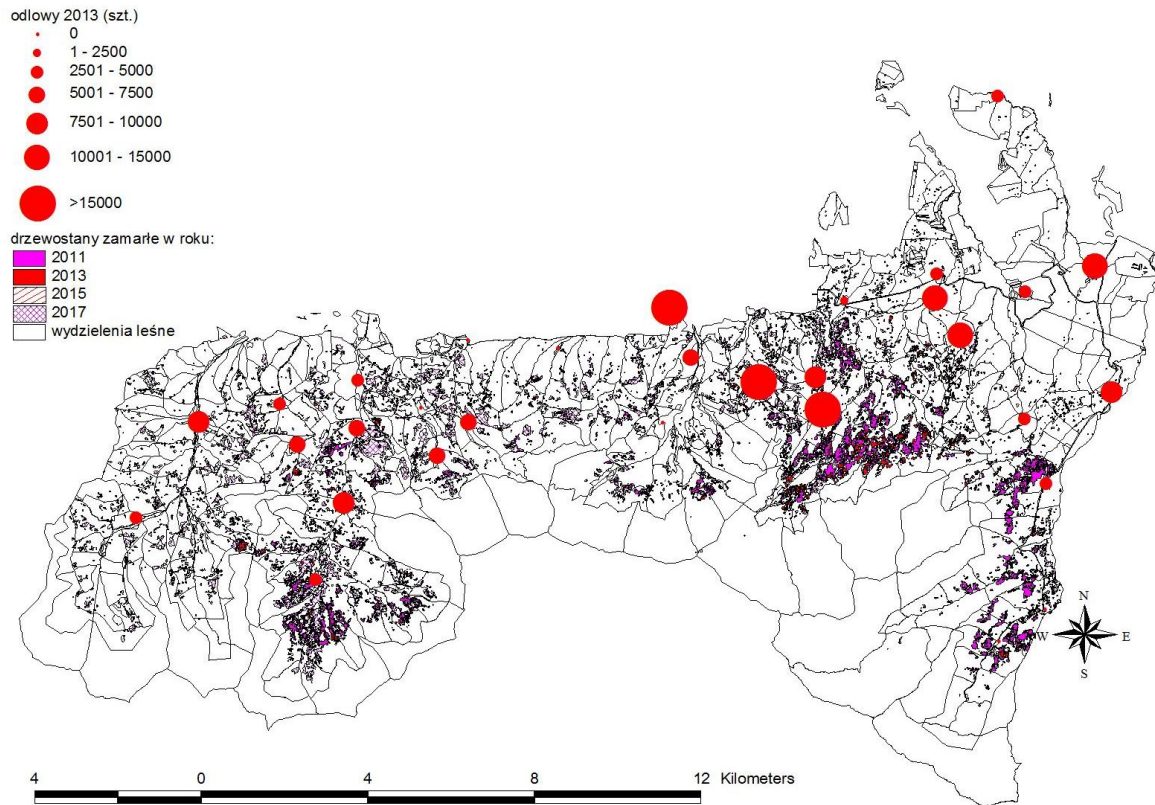 odlowy 2013 (szt.)
0
1 - 2500
2501 - 5000
5001 - 7500
7501 - 10000
10001 - 15000
>15000
drzewostany zamarłe w roku:
2011
2013
2015
2017
wydzielenia leśne
N
W E
S
4 0 4 8 12 Kilometers